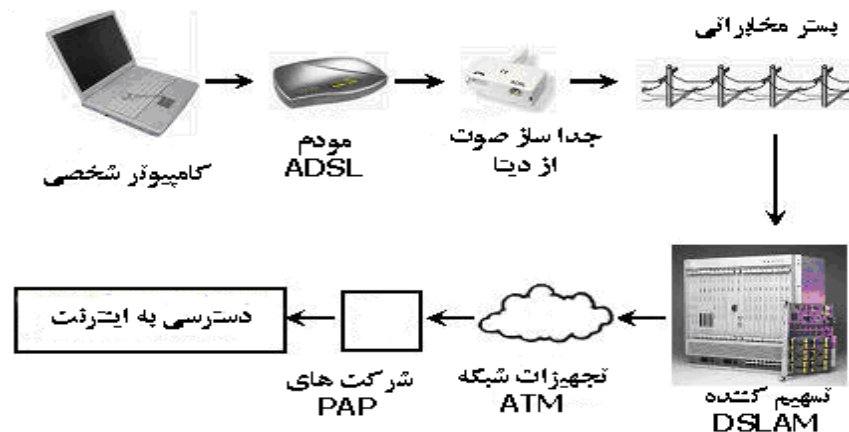 بستر مخابراتی
کامپیوتر شخصی
مودم
ADSL
جدا ساز صوت
از دیتا
دسترسی به اینترنت
شرکت های
PAP
تجهیزات شبکه
ATM
تسهیم کننده
DSLAM